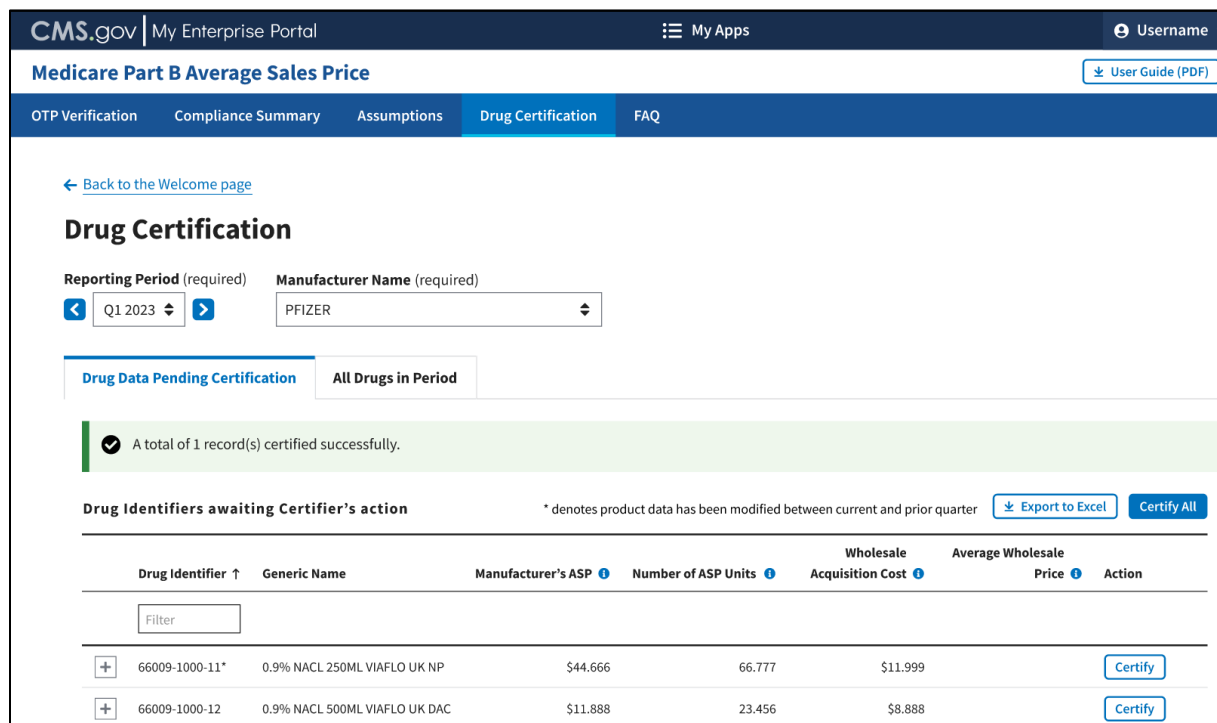 CMS.gov My Enterprise Portal My Apps Username
Medicare Part B Average Sales Price User Guide (PDF)
OTP Verification Compliance Summary Assumptions Drug Certification FAQ
Back to the Welcome page
Drug Certification
Reporting Period (required) Manufacturer Name (required)
Q1 2023 PFIZER
Drug Data Pending Certification All Drugs in Period
A total of 1 record(s) certified successfully.
Drug Identifiers awaiting Certifier's action * denotes product data has been modified between current and prior quarter Export to Excel Certify All
Wholesale Average Wholesale
Drug Identifier ↑ Generic Name Manufacturer's ASP Number of ASP Units Acquisition Cost Price Action
Filter
66009-1000-11* 0.9% NACL 250ML VIAFLO UK NP $44.666 66.777 $11.999 Certify
66009-1000-12 0.9% NACL 500ML VIAFLO UK DAC $11.888 23.456 $8.888 Certify